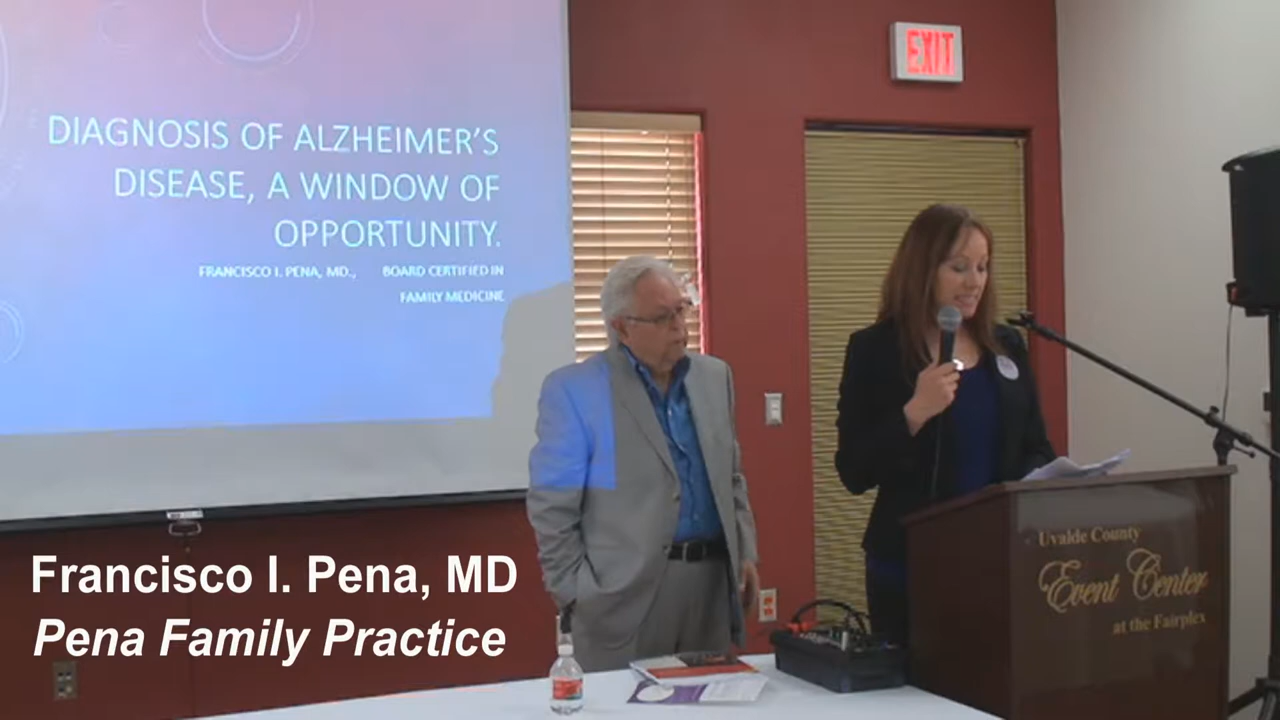 DIAGNOSIS OF ALZHEIMER'S
DISEASE, A WINDOW OF
OPPORTUNITY.
FRANCISCO I. PENA, MD., BOARD CERTIFIED IN
FAMILY MEDICINE
EXIT
Uvalde County
Event Center
at the Fairplex
Francisco I. Pena, MD
Pena Family Practice